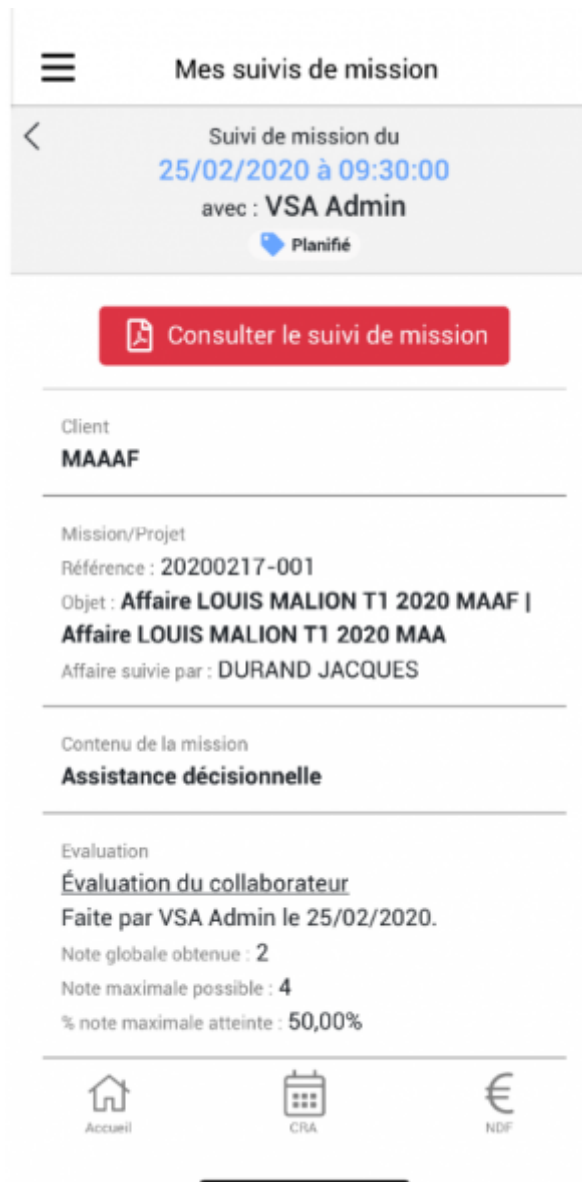 Mes suivis de mission
Suivi de mission du
25/02/2020 à 09:30:00
avec : VSA Admin
Planifié
Consulter le suivi de mission
Client
MAAAF
Mission/Projet
Référence : 20200217-001
Objet : Affaire LOUIS MALION T1 2020 MAAF |
Affaire LOUIS MALION T1 2020 MAA
Affaire suivie par : DURAND JACQUES
Contenu de la mission
Assistance décisionnelle
Evaluation
Évaluation du collaborateur
Faite par VSA Admin le 25/02/2020.
Note globale obtenue : 2
Note maximale possible : 4
% note maximale atteinte : 50,00%
Accueil
CRA
NDF